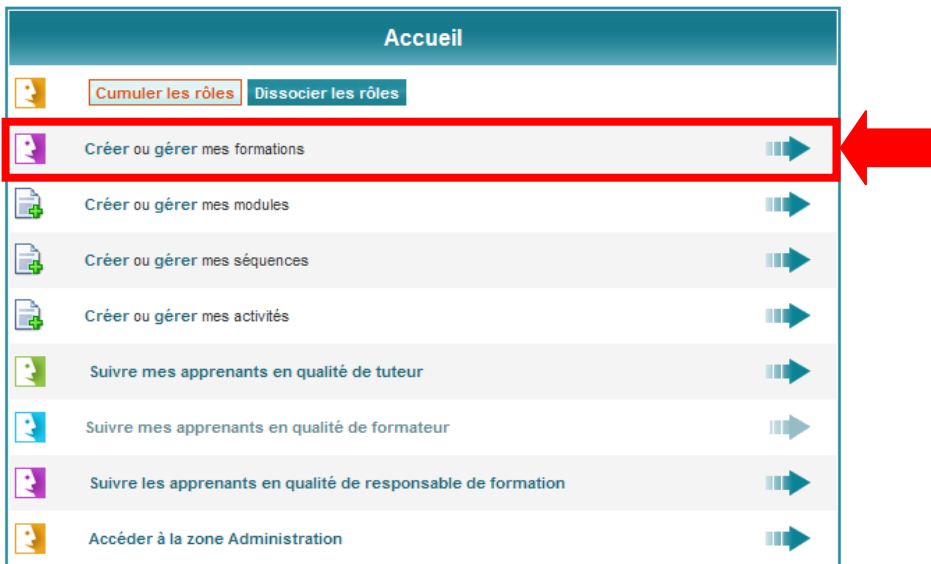 Accueil
Cumuler les rôles Dissocier les rôles
Créer ou gérer mes formations
Créer ou gérer mes modules
Créer ou gérer mes séquences
Créer ou gérer mes activités
Suivre mes apprenants en qualité de tuteur
Suivre mes apprenants en qualité de formateur
Suivre les apprenants en qualité de responsable de formation
Accéder à la zone Administration